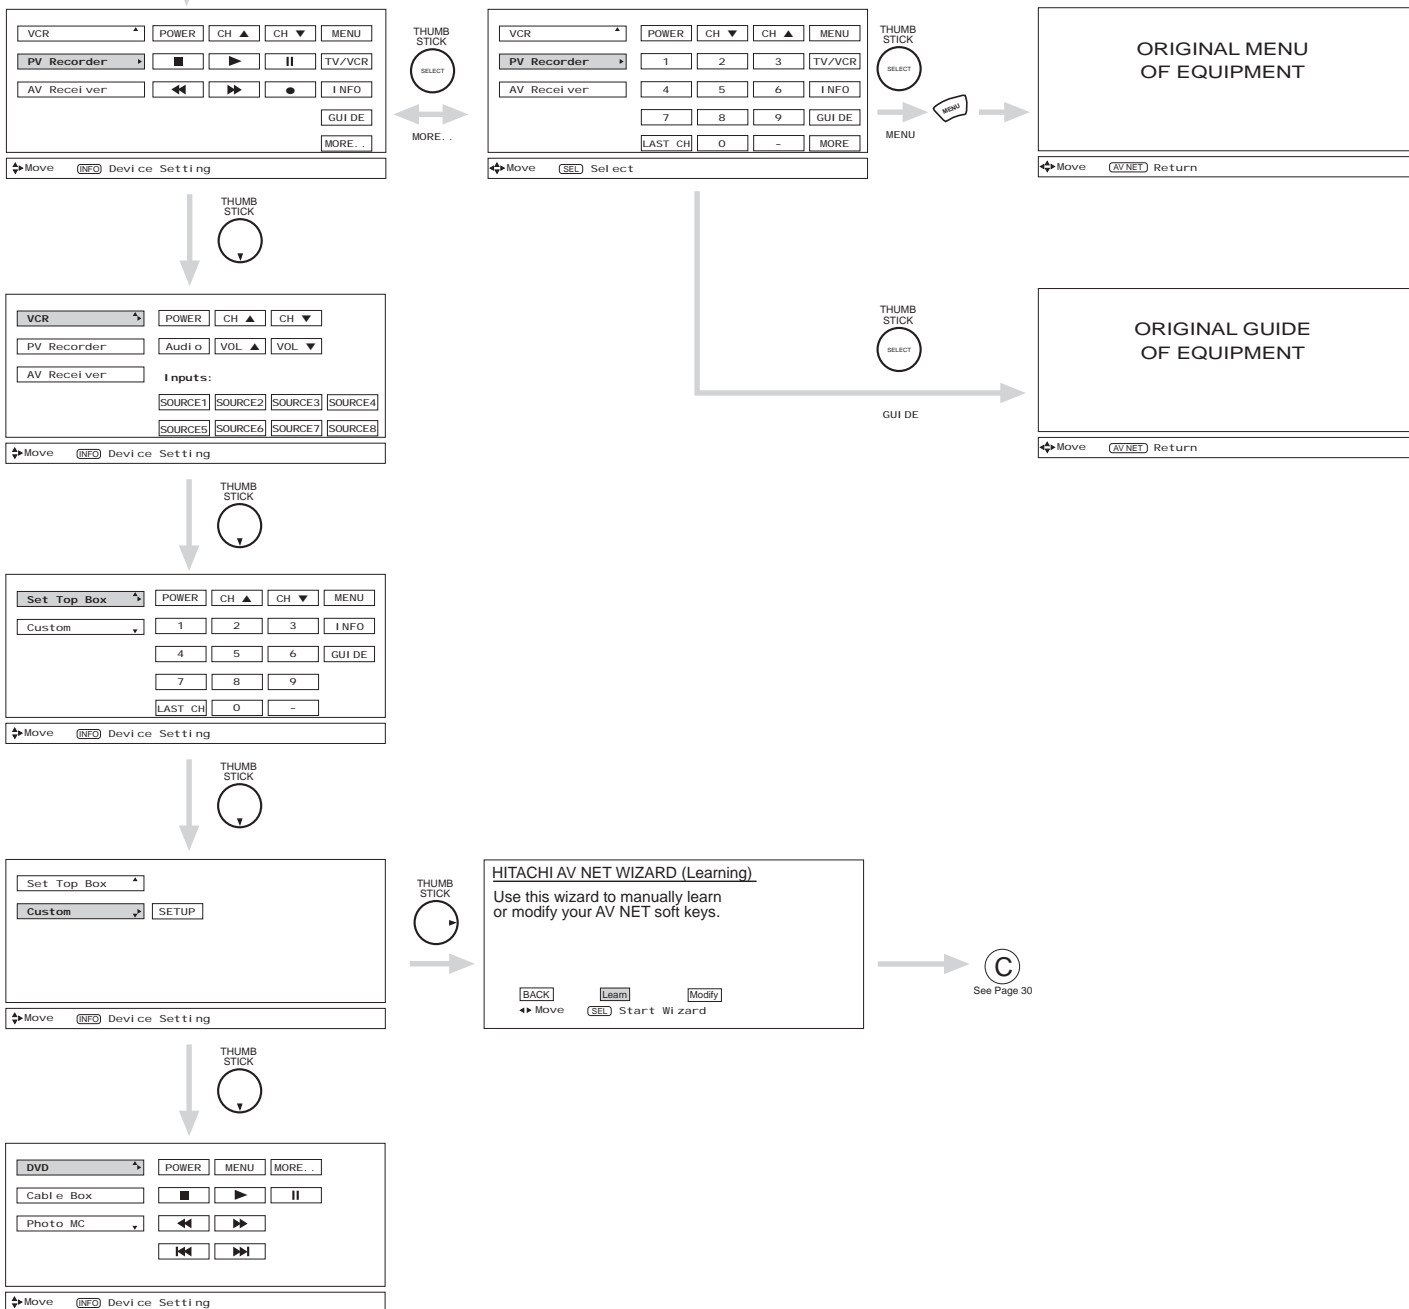 VCR POWER CH ▲ CH ▼ MENU
PV Recorder ■ ▶ II TV/VCR
AV Receiver ◀◀ ▶▶ ● INFO
GUIDE
MORE..
Move INFO Device Setting
THUMB
STICK
SELECT
MORE..
VCR POWER CH ▼ CH ▲ MENU
PV Recorder 1 2 3 TV/VCR
AV Receiver 4 5 6 INFO
7 8 9 GUIDE
LAST CH 0 - MORE
Move SEL Select
THUMB
STICK
SELECT
MENU
MENU
ORIGINAL MENU
OF EQUIPMENT
Move AV NET Return
THUMB
STICK
VCR POWER CH ▲ CH ▼
PV Recorder Audio VOL ▲ VOL ▼
AV Receiver Inputs:
SOURCE1 SOURCE2 SOURCE3 SOURCE4
SOURCE5 SOURCE6 SOURCE7 SOURCE8
Move INFO Device Setting
THUMB
STICK
SELECT
GUIDE
ORIGINAL GUIDE
OF EQUIPMENT
Move AV NET Return
THUMB
STICK
Set Top Box POWER CH ▲ CH ▼ MENU
Custom 1 2 3 INFO
4 5 6 GUIDE
7 8 9
LAST CH 0 -
Move INFO Device Setting
THUMB
STICK
Set Top Box
Custom SETUP
Move INFO Device Setting
THUMB
STICK
HITACHI AV NET WIZARD (Learning)
Use this wizard to manually learn
or modify your AV NET soft keys.
BACK Learn Modify
Move SEL Start Wizard
C
See Page 30
THUMB
STICK
DVD POWER MENU MORE..
Cable Box ■ ▶ II
Photo MC ◀◀ ▶▶
|◀◀ ▶▶|
Move INFO Device Setting